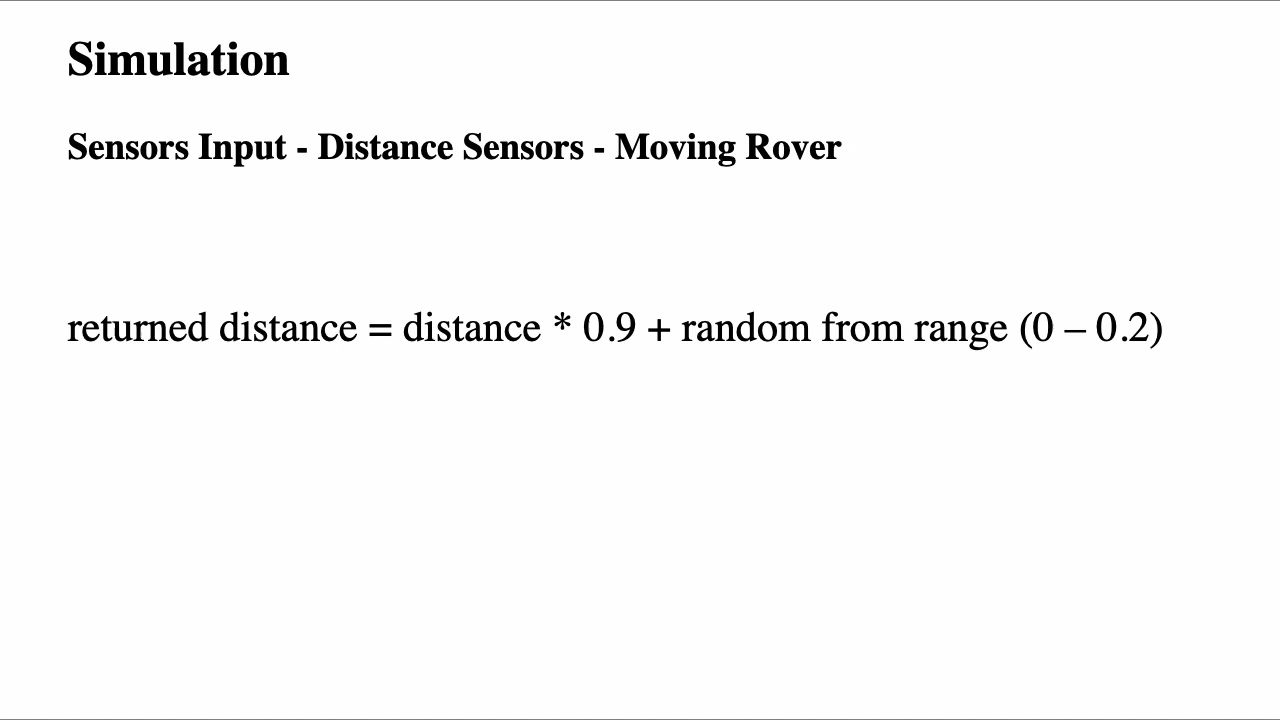 Simulation
Sensors Input - Distance Sensors - Moving Rover
returned distance = distance * 0.9 + random from range (0 – 0.2)